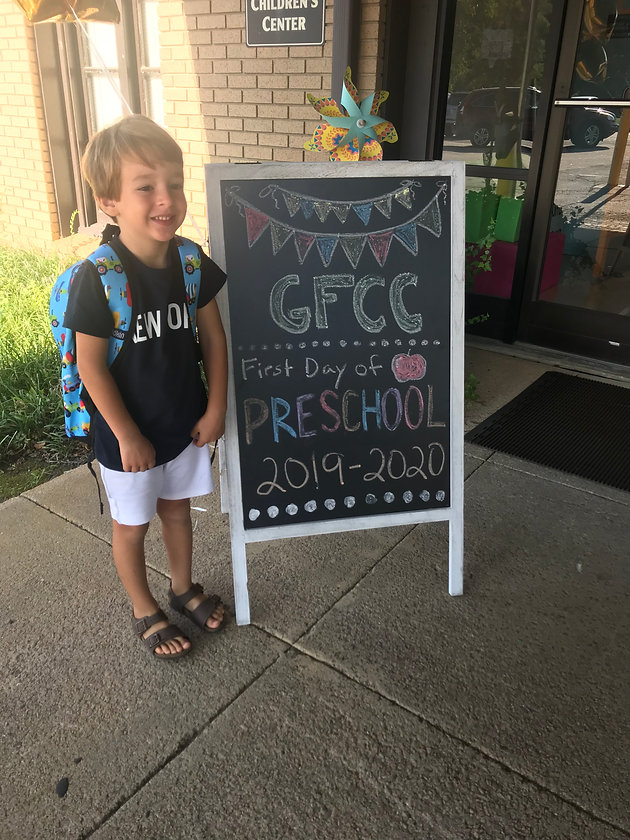 CHILDREN'S
CENTER
GFCC
First Day of
PRESCHOOL
2019-2020